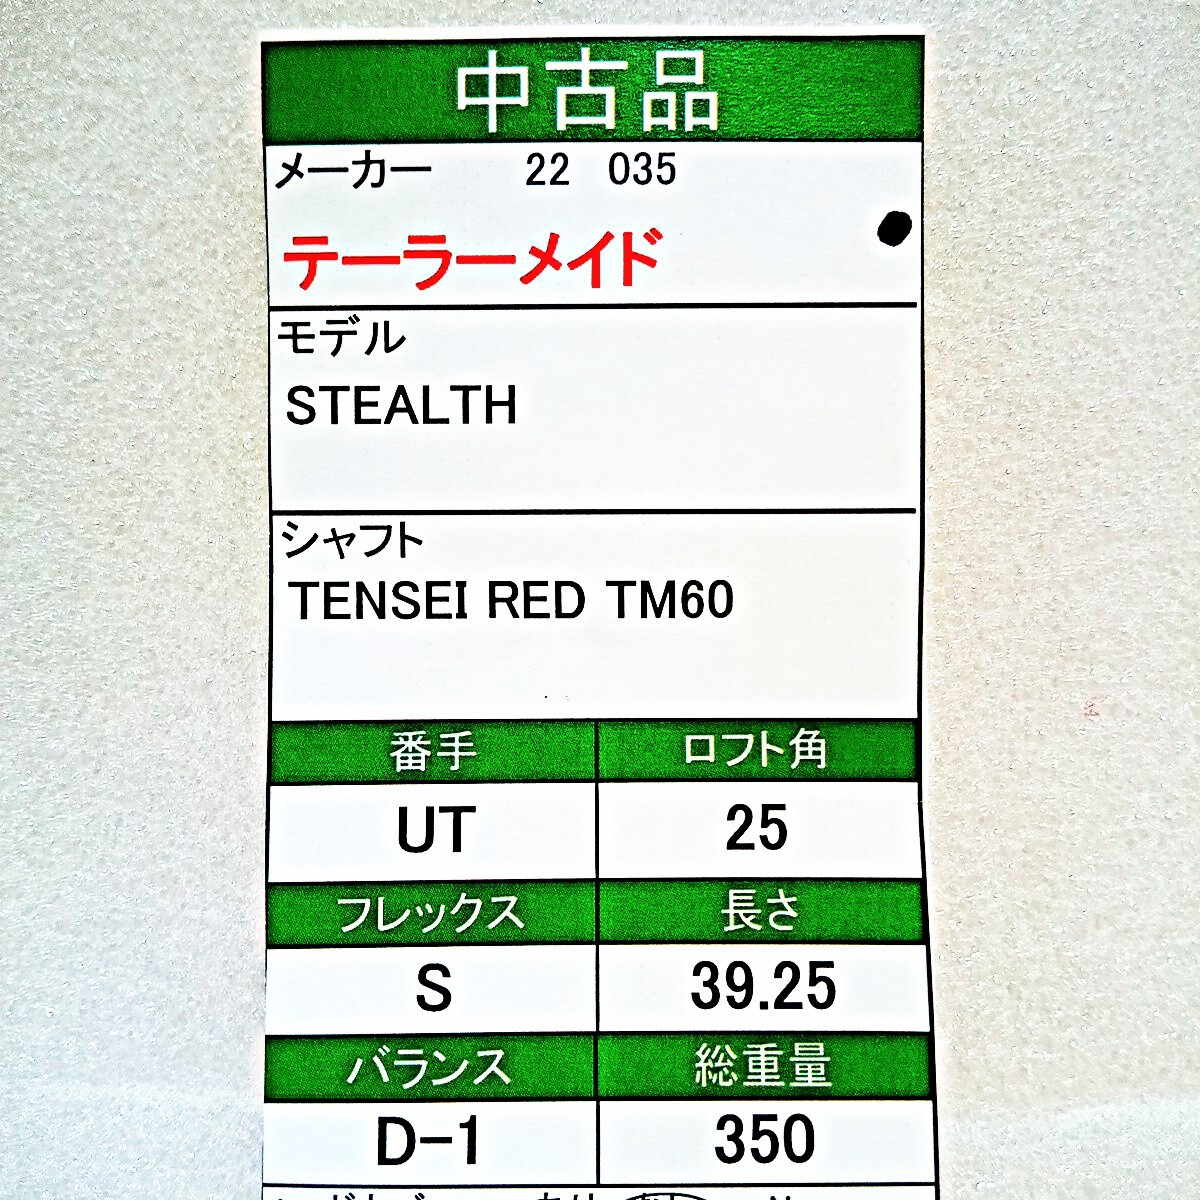 中古品
メーカー 22 035
テーラーメイド
モデル
STEALTH
シャフト
TENSEI RED TM60
番手 ロフト角
UT 25
フレックス 長さ
S 39.25
バランス 総重量
D-1 350